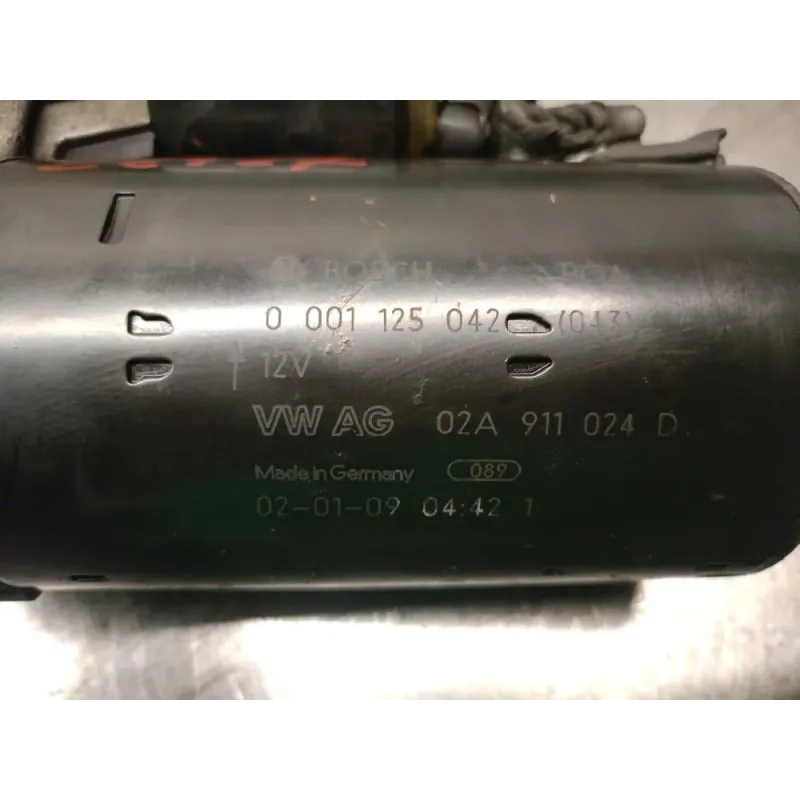 BOSCH
0 001 125 042 (043)
12V
VW AG 02A 911 024 D
Made in Germany 089
02-01-09 04:42 1